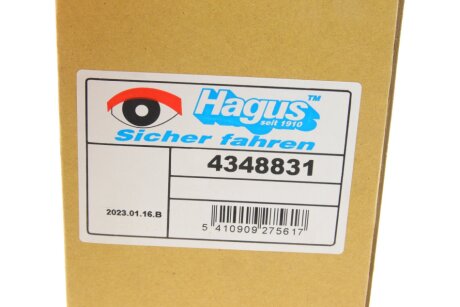 Hagus™
seit 1910
Sicher fahren
4348831
2023.01.16.B
5 410909 275617